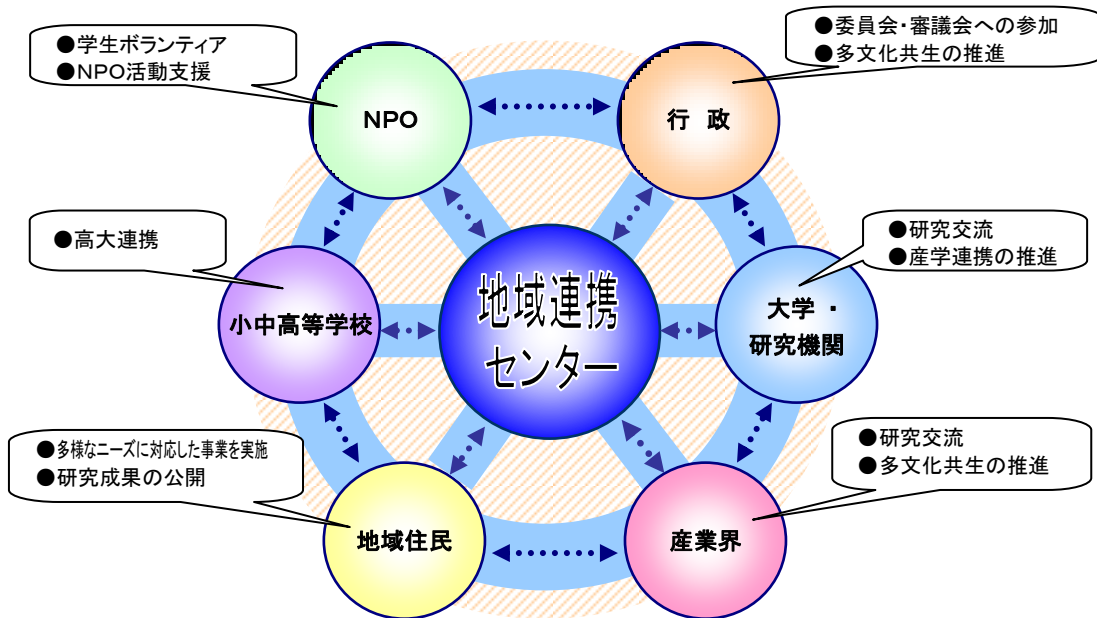 ●学生ボランティア
●NPO活動支援
●委員会・審議会への参加
●多文化共生の推進
NPO
行 政
●高大連携
●研究交流
●産学連携の推進
小中高等学校
地域連携
センター
大学 ・
研究機関
●多様なニーズに対応した事業を実施
●研究成果の公開
●研究交流
●多文化共生の推進
地域住民
産業界